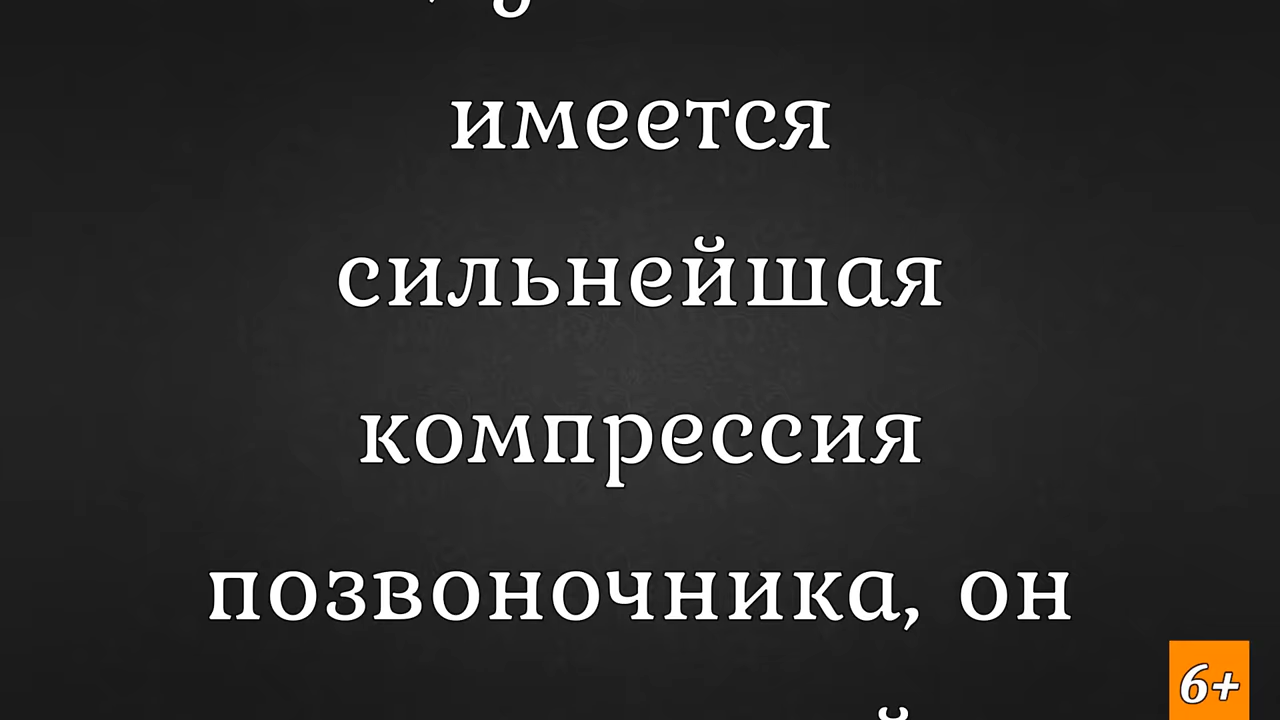 имеется
сильнейшая
компрессия
позвоночника, он
6+